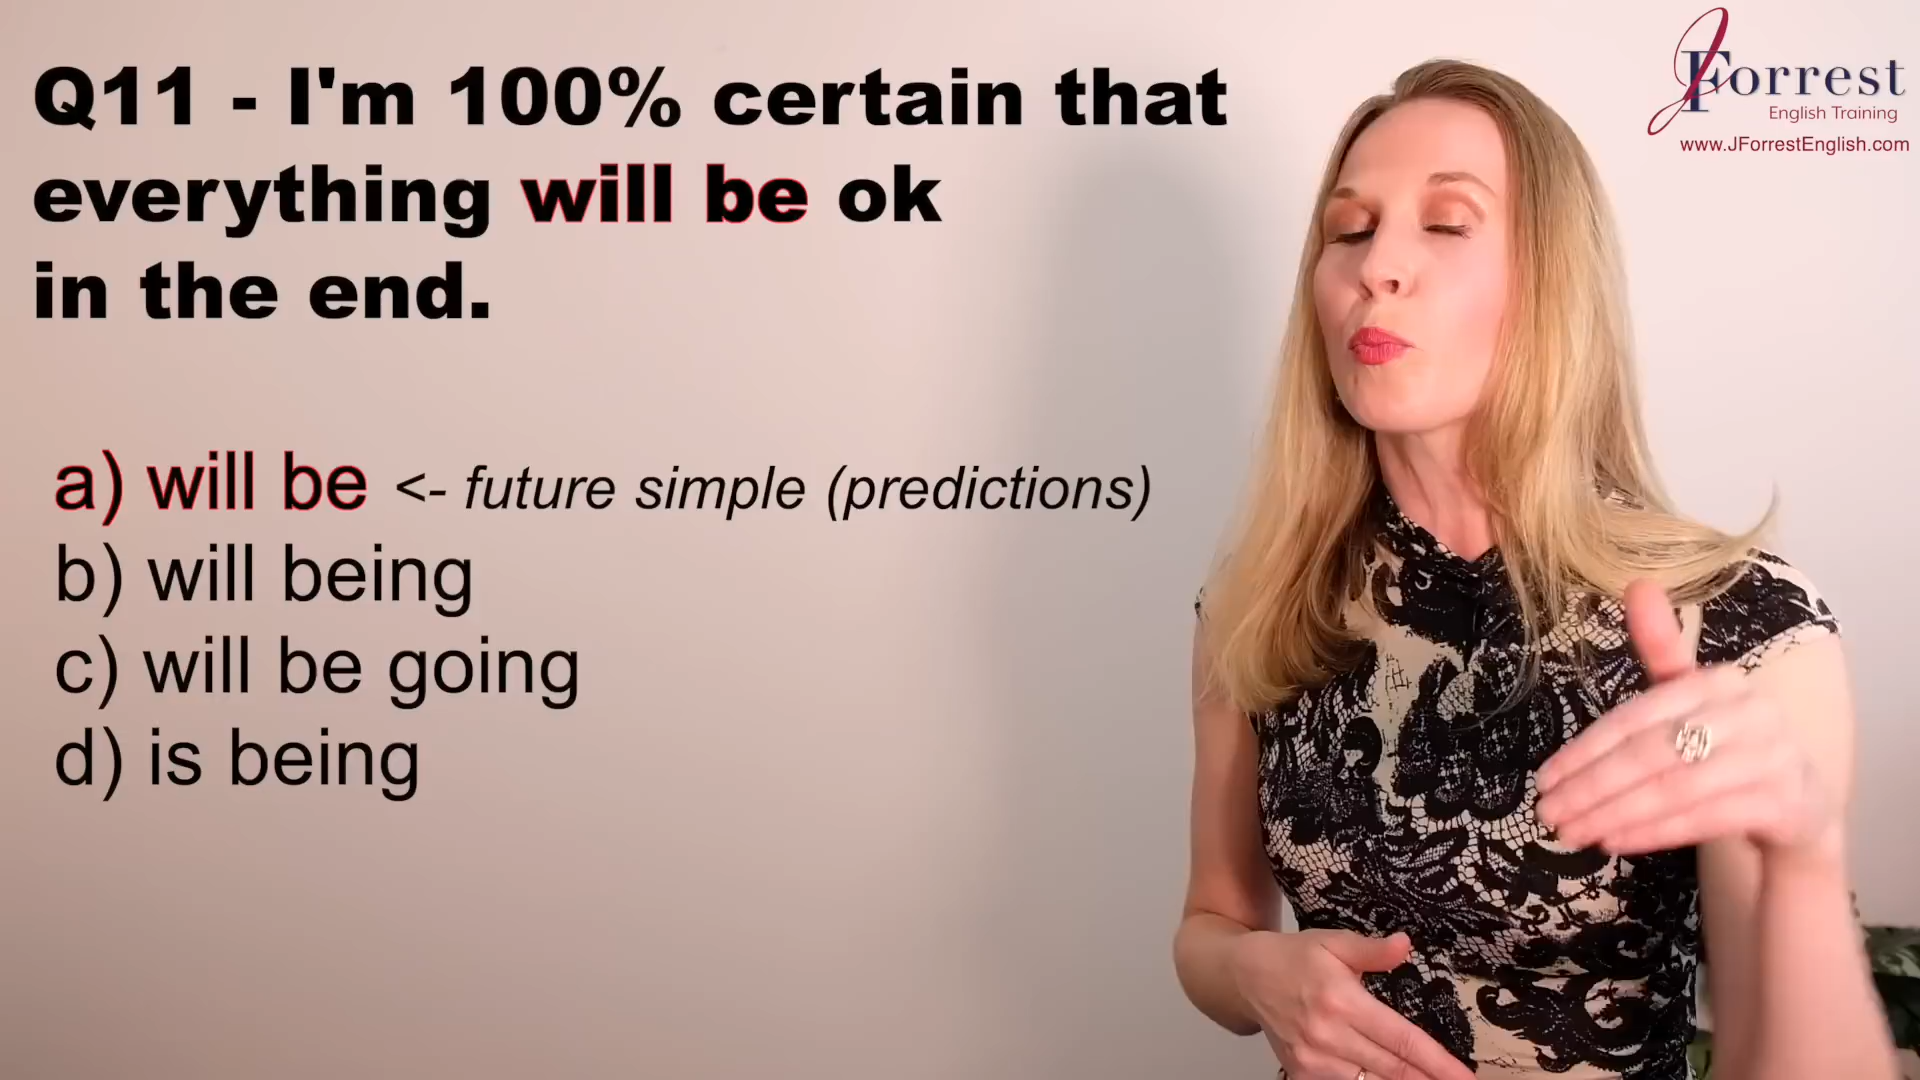 Q11 - I'm 100% certain that
everything will be ok
in the end.
a) will be <- future simple (predictions)
b) will being
c) will be going
d) is being
JForrest
English Training
www.JForrestEnglish.com